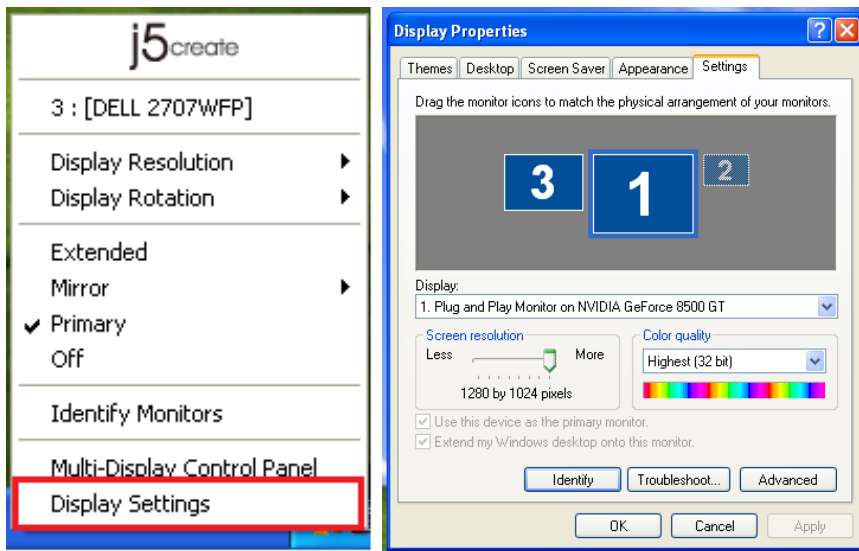 j5create
3 : [DELL 2707WFP]
Display Resolution
Display Rotation
Extended
Mirror
Primary
Off
Identify Monitors
Multi-Display Control Panel
Display Settings
Display Properties
Themes Desktop Screen Saver Appearance Settings
Drag the monitor icons to match the physical arrangement of your monitors.
3 1 2
Display:
1. Plug and Play Monitor on NVIDIA GeForce 8500 GT
Screen resolution Color quality
Less More Highest (32 bit)
1280 by 1024 pixels
Use this device as the primary monitor.
Extend my Windows desktop onto this monitor.
Identify Troubleshoot... Advanced
OK Cancel Apply